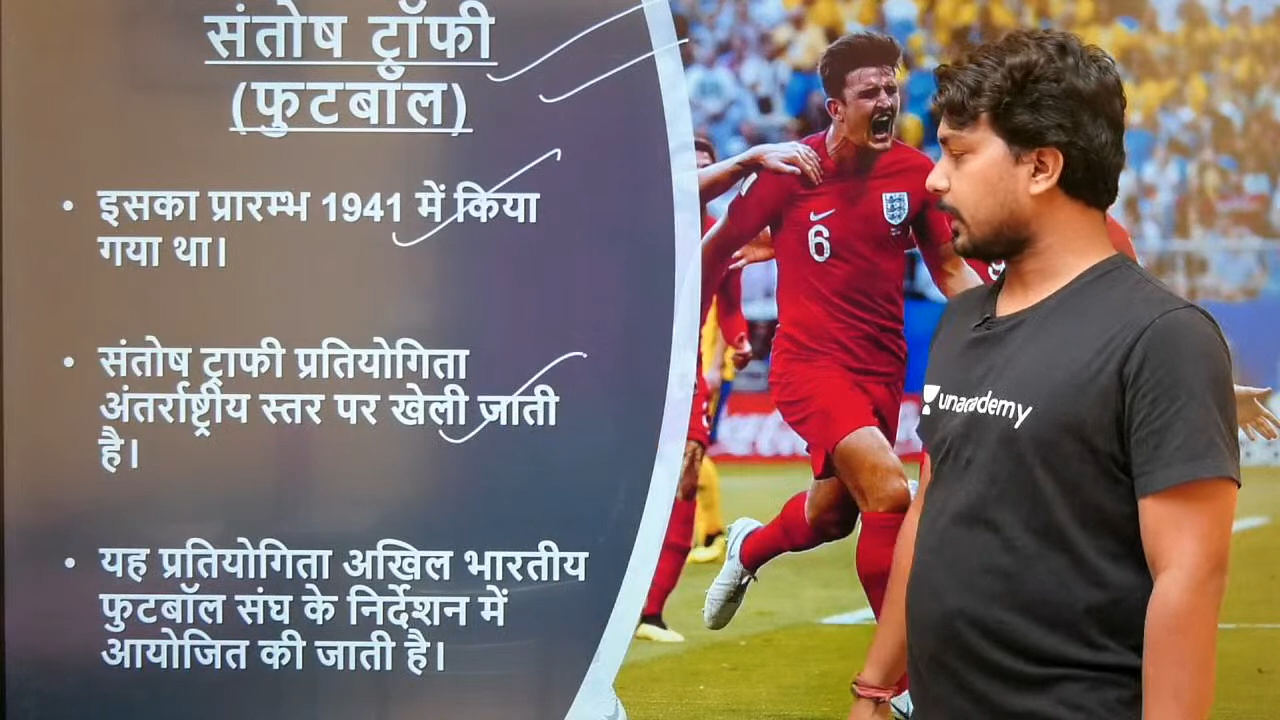 संतोष ट्रॉफी
(फुटबॉल)
• इसका प्रारम्भ 1941 में किया
गया था।
• संतोष ट्राफी प्रतियोगिता
अंतर्राष्ट्रीय स्तर पर खेली जाती
है।
• यह प्रतियोगिता अखिल भारतीय
फुटबॉल संघ के निर्देशन में
आयोजित की जाती है।
6
unacademy